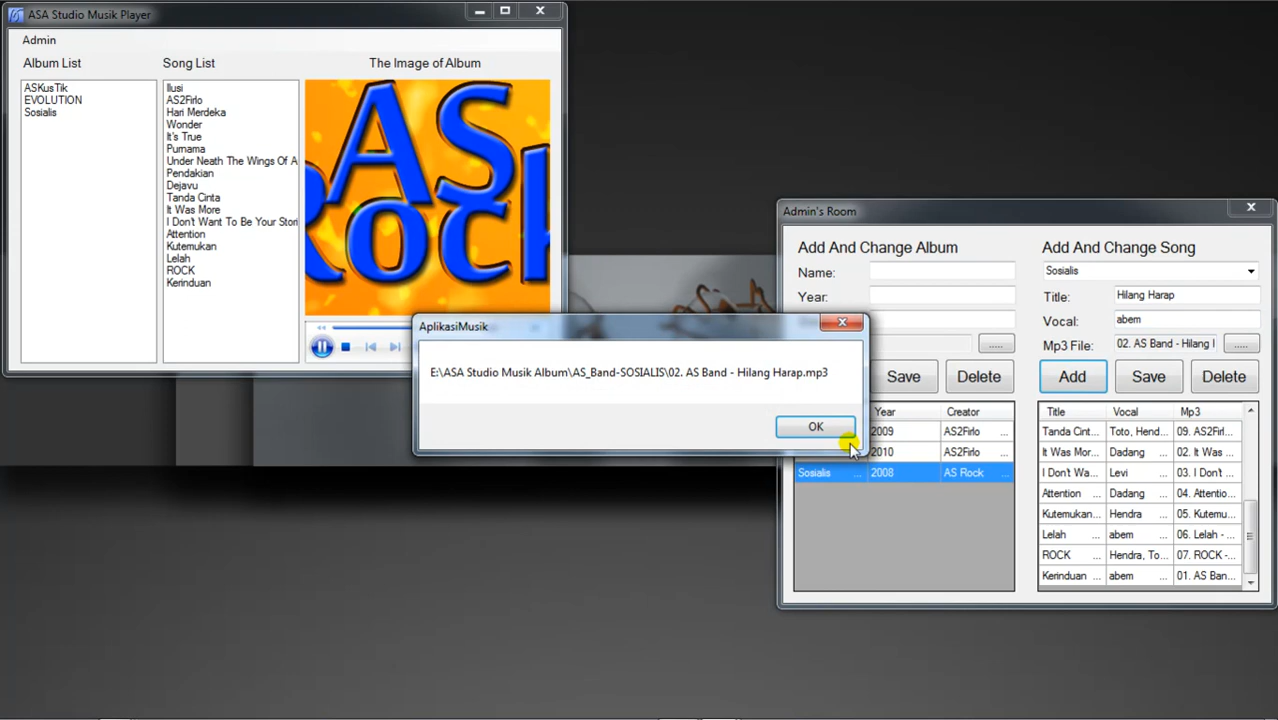 ASA Studio Musik Player
Admin
Album List
Song List
The Image of Album
ASKusTik
EVOLUTION
Sosialis
Ilusi
AS2Firlo
Hari Merdeka
Wonder
It's True
Purnama
Under Neath The Wings Of A
Pendakian
Dejavu
Tanda Cinta
It Was More
I Don't Want To Be Your Stori
Attention
Kutemukan
Lelah
ROCK
Kerinduan
AS
Rock
AplikasiMusik
E:\ASA Studio Musik Album\AS_Band-SOSIALIS\02. AS Band - Hilang Harap.mp3
OK
Admin's Room
Add And Change Album
Name:
Year:
.....
Save
Delete
Year Creator
2009 AS2Firlo ...
2010 AS2Firlo ...
Sosialis ... 2008 AS Rock ...
Add And Change Song
Sosialis
Title: Hilang Harap
Vocal: abem
Mp3 File: 02. AS Band - Hilang I .....
Add
Save
Delete
Title Vocal Mp3
Tanda Cint... Toto, Hend... 09. AS2Firl...
It Was Mor... Dadang ... 02. It Was ...
I Don't Wa... Levi ... 03. I Don't ...
Attention ... Dadang ... 04. Attentio...
Kutemukan... Hendra ... 05. Kutemu...
Lelah ... abem ... 06. Lelah - ...
ROCK ... Hendra, To... 07. ROCK -...
Kerinduan ... abem ... 01. AS Ban...